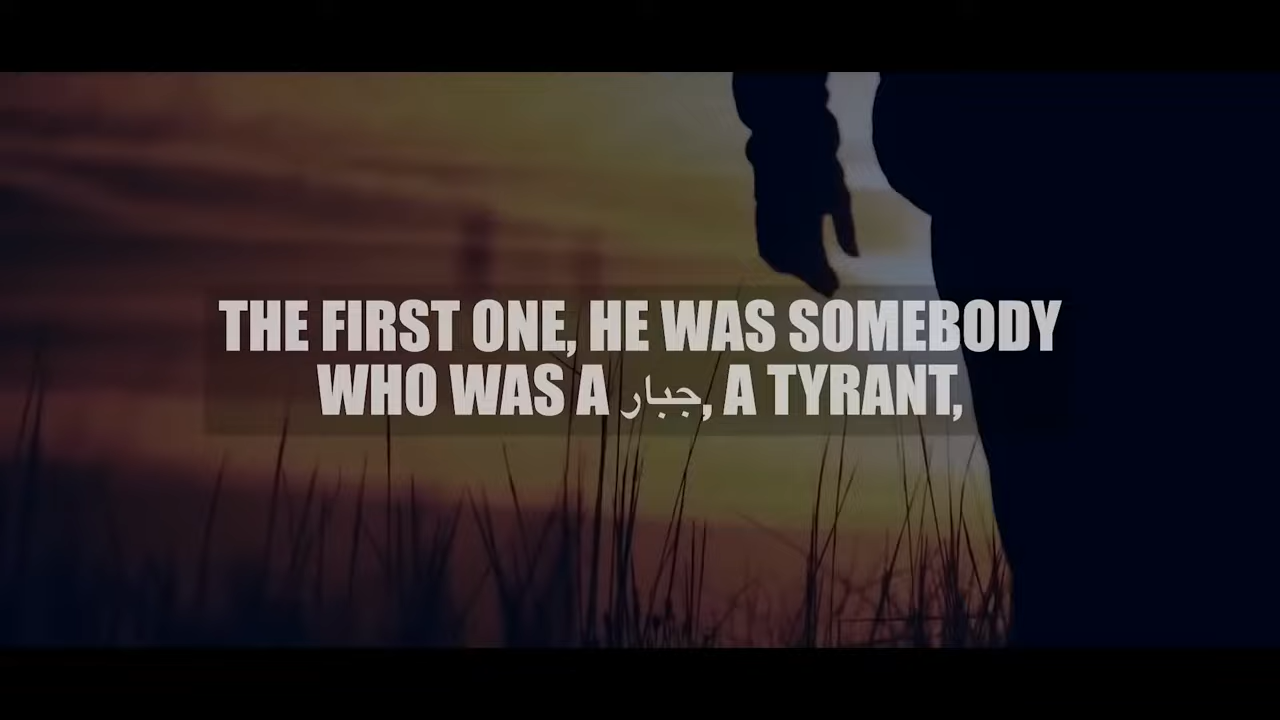 THE FIRST ONE, HE WAS SOMEBODY
WHO WAS A جبار, A TYRANT,